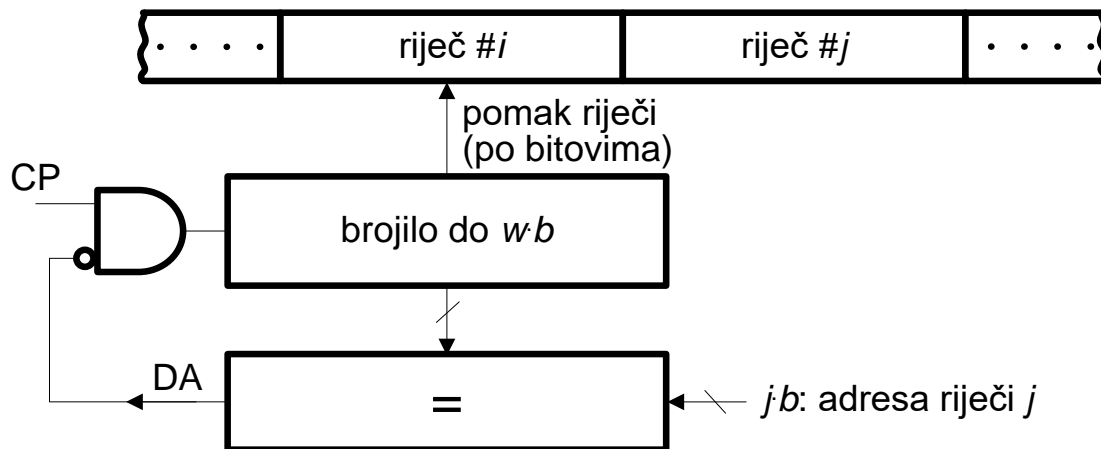 . . . . riječ #i riječ #j . . . .
pomak riječi
(po bitovima)
CP
brojilo do w·b
DA
=
j·b: adresa riječi j